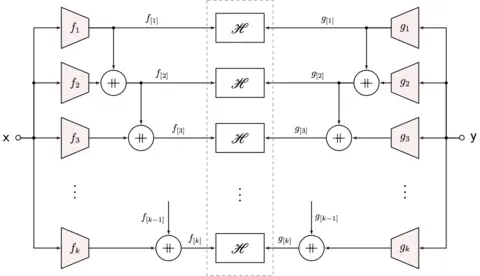 f₁ f[1] ℋ g[1] g₁
f₂ f[2] ℋ g[2] g₂
x f₃ f[3] ℋ g[3] g₃ y
⋮ ⋮ ⋮
f[k−1] g[k−1]
fₖ f[k] ℋ g[k] gₖ